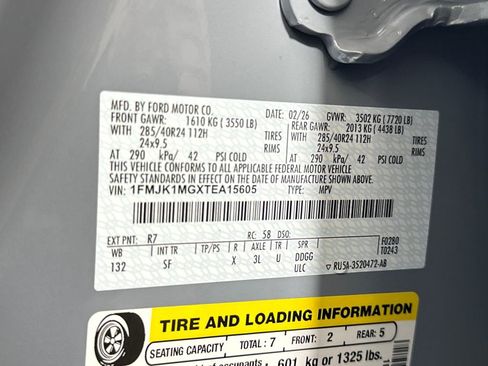 MFD. BY FORD MOTOR CO.
DATE: 02/26 GVWR: 3502 KG (7720 LB)
FRONT GAWR: 1610 KG (3550 LB)
REAR GAWR: 2013 KG (4438 LB)
WITH 285/40R24 112H TIRES
WITH 285/40R24 112H TIRES
24x9.5 RIMS
24x9.5 RIMS
AT 290 kPa/ 42 PSI COLD
AT 290 kPa/ 42 PSI COLD
THIS VEHICLE CONFORMS TO ALL APPLICABLE FEDERAL MOTOR VEHICLE
SAFETY STANDARDS IN EFFECT ON THE DATE OF MANUFACTURE SHOWN ABOVE.
VIN: 1FMJK1MGXTEA15605
TYPE: MPV
EXT PNT: R7 RC: 58 DSO:
WB INT TR TP/PS R AXLE TR U SPR
132 SF X 3L U DDGG
ULC
F0280
T0243
▽ RU5A-3520472-AB
TIRE AND LOADING INFORMATION
SEATING CAPACITY TOTAL: 7 FRONT: 2 REAR: 5
601 kg or 1325 lbs.